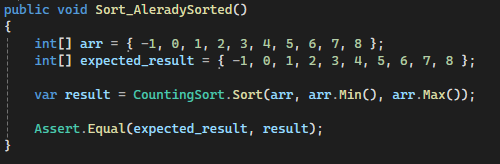 public void Sort_AleradySorted()
{
int[] arr = { -1, 0, 1, 2, 3, 4, 5, 6, 7, 8 };
int[] expected_result = { -1, 0, 1, 2, 3, 4, 5, 6, 7, 8 };
var result = CountingSort.Sort(arr, arr.Min(), arr.Max());
Assert.Equal(expected_result, result);
}